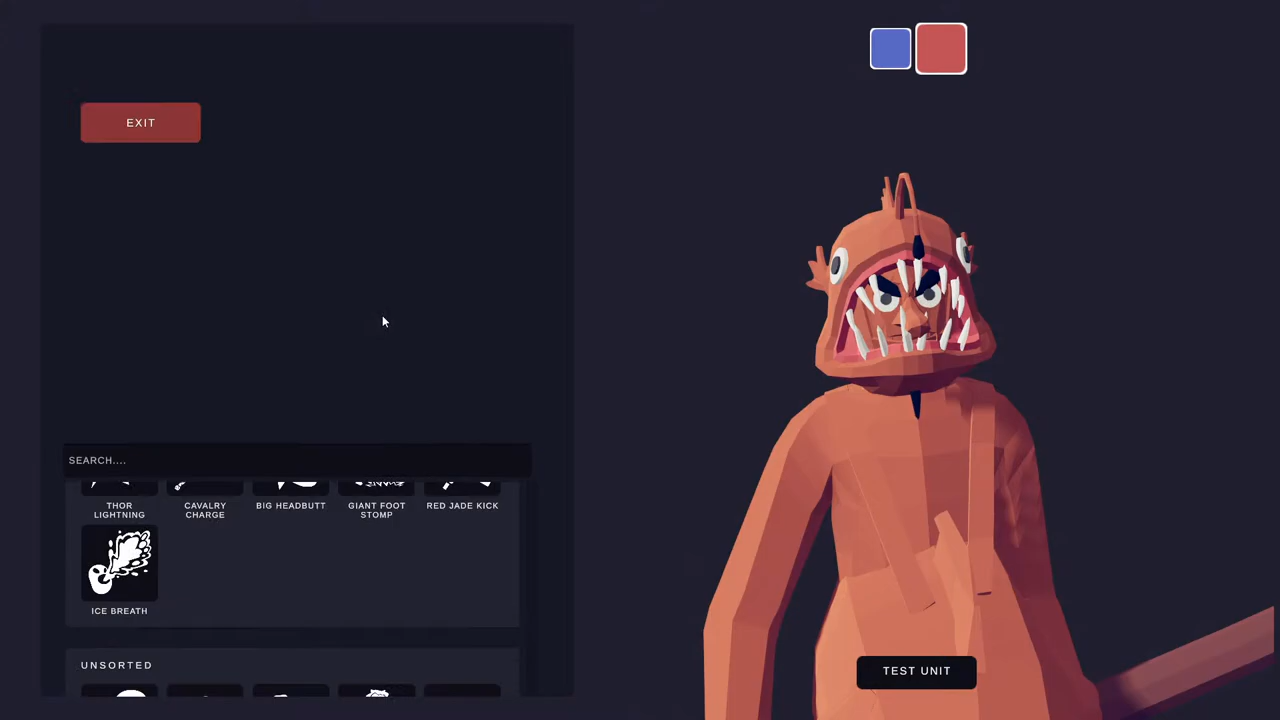 EXIT
SEARCH....
THOR
LIGHTNING
CAVALRY
CHARGE
BIG HEADBUTT
GIANT FOOT
STOMP
RED JADE KICK
ICE BREATH
UNSORTED
TEST UNIT